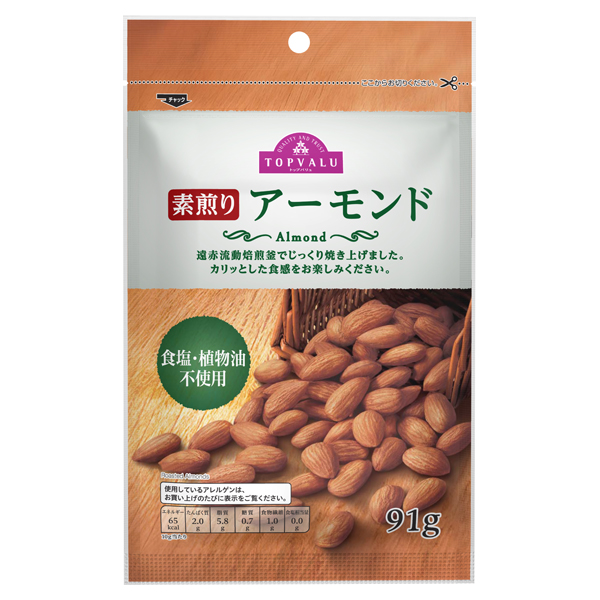 ここからお切りください。
チャック
QUALITY AND TRUST
TOPVALU
トップバリュ
素煎り アーモンド
Almond
遠赤流動焙煎釜でじっくり焼き上げました。
カリッとした食感をお楽しみください。
食塩・植物油
不使用
Roasted Almonds
使用しているアレルゲンは、
お買い上げのたびに表示をご覧ください。
エネルギー たんぱく質 脂質 糖質 食物繊維 食塩相当量
65 kcal 2.0 g 5.8 g 0.7 g 1.0 g 0.0 g
10g当たり
91g